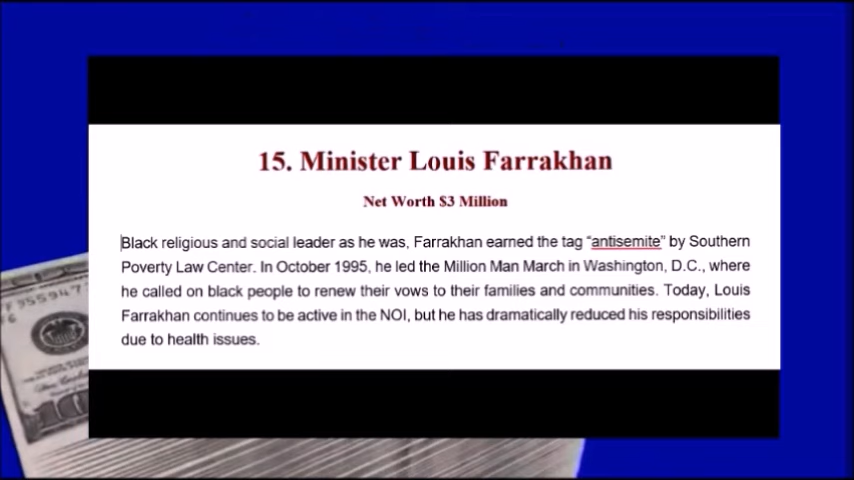 15. Minister Louis Farrakhan
Net Worth $3 Million
Black religious and social leader as he was, Farrakhan earned the tag “antisemite” by Southern
Poverty Law Center. In October 1995, he led the Million Man March in Washington, D.C., where
he called on black people to renew their vows to their families and communities. Today, Louis
Farrakhan continues to be active in the NOI, but he has dramatically reduced his responsibilities
due to health issues.